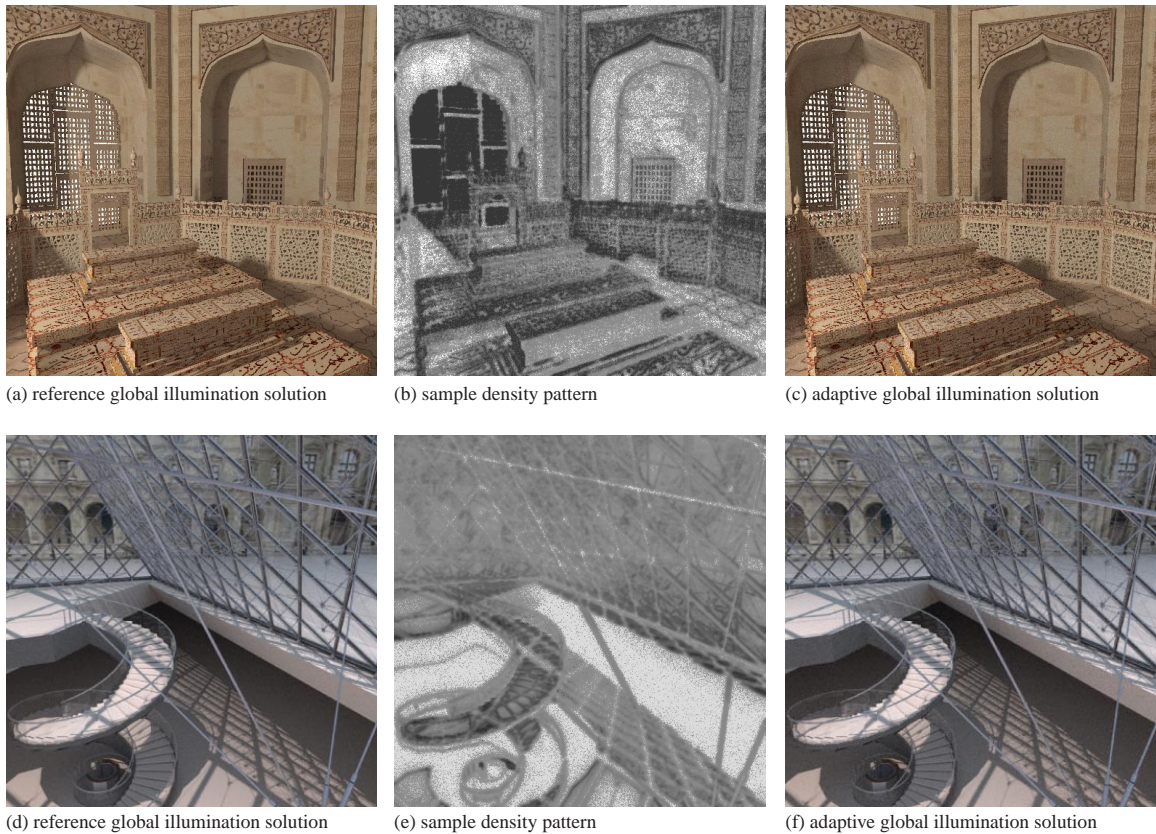 (a) reference global illumination solution
(b) sample density pattern
(c) adaptive global illumination solution
(d) reference global illumination solution
(e) sample density pattern
(f) adaptive global illumination solution